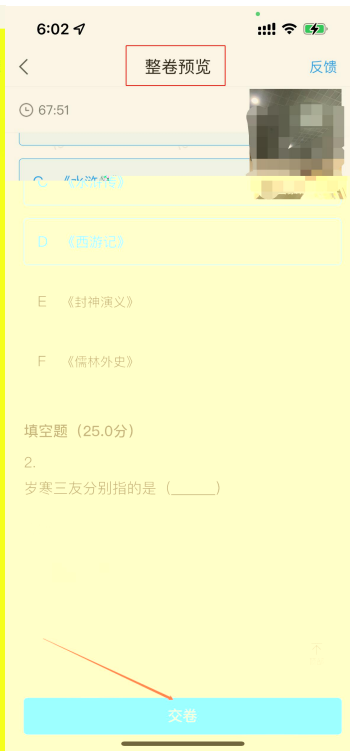 6:02
整卷预览
反馈
67:51
C 《水浒传》
D 《西游记》
E 《封神演义》
F 《儒林外史》
填空题（25.0分）
2.
岁寒三友分别指的是（______）
交卷